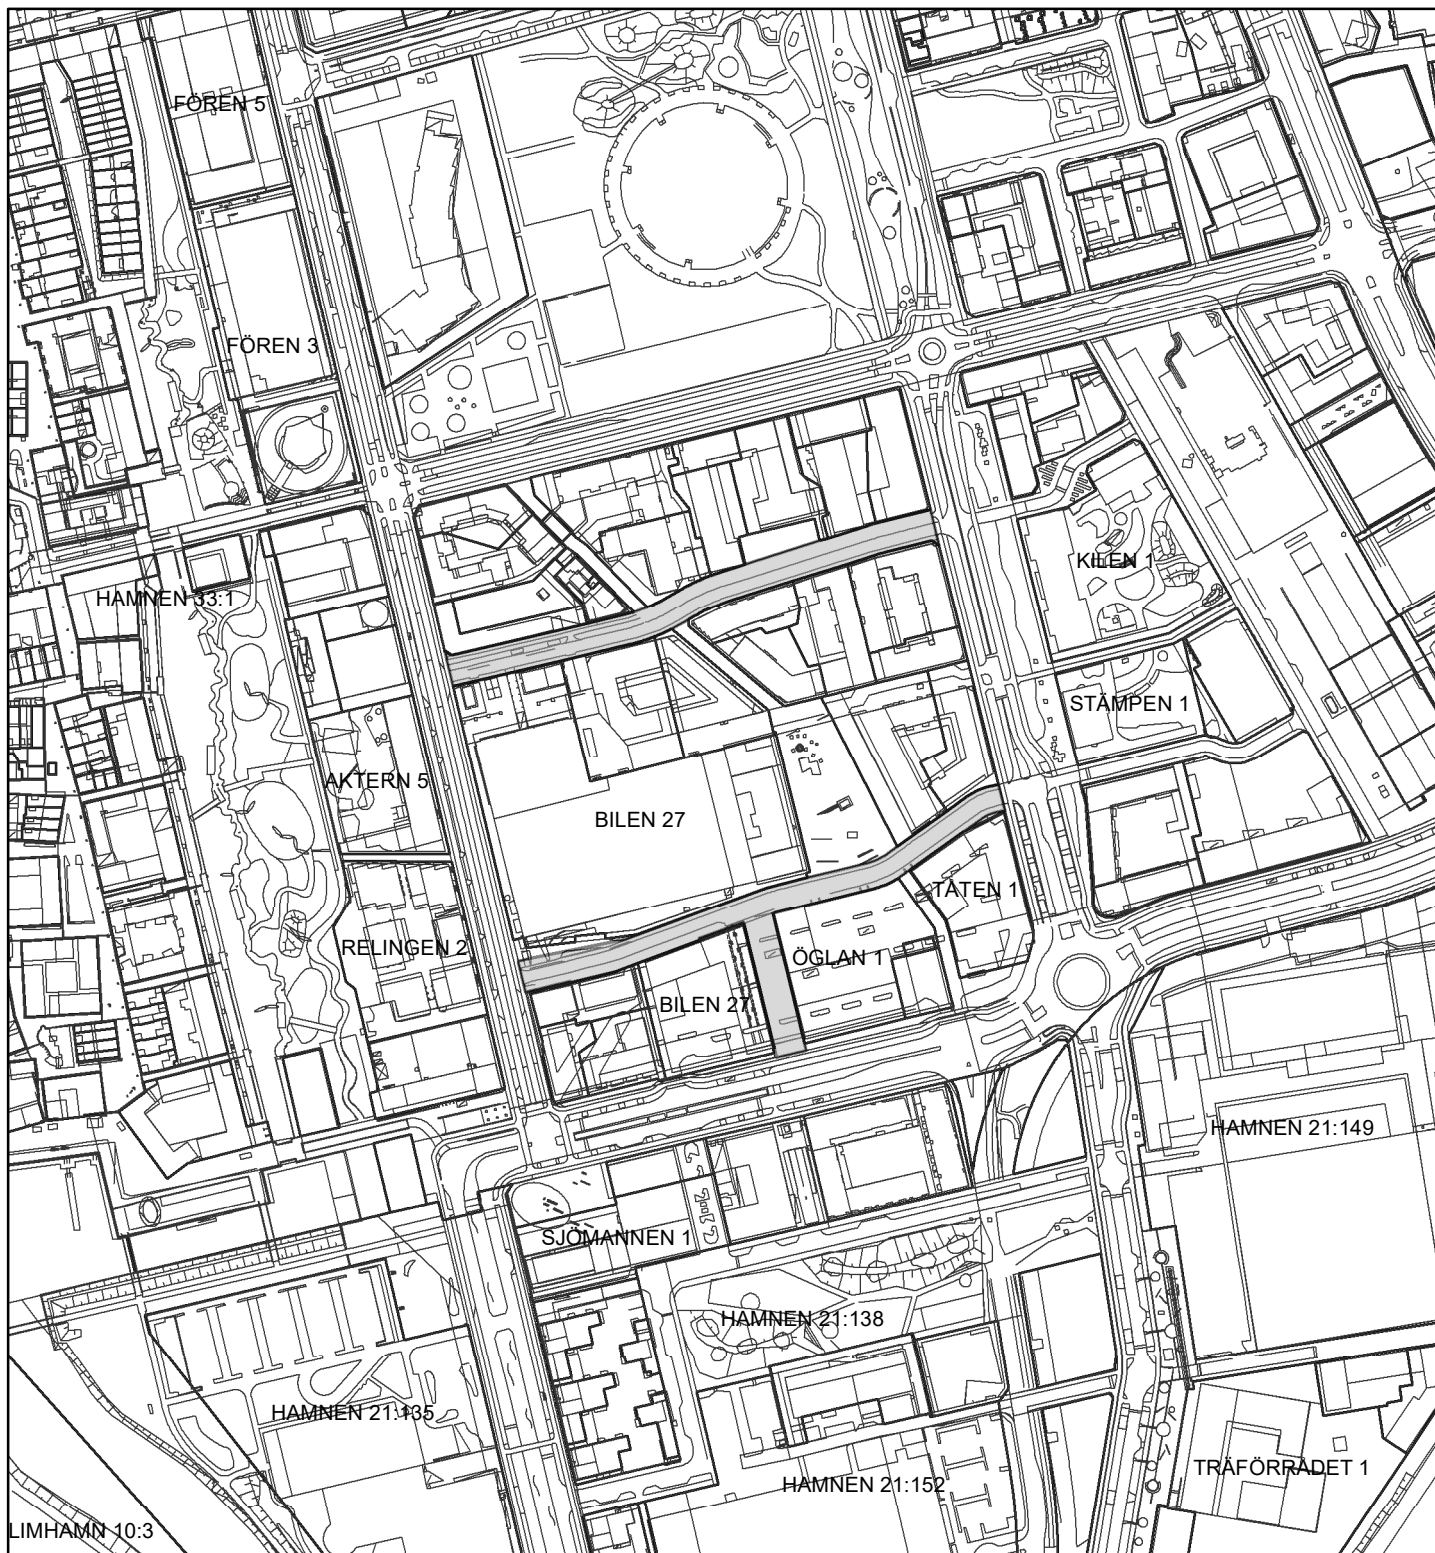 FÖREN 5
FÖREN 3
KILEN 1
HAMNEN 33:1
STÄMPEN 1
AKTERN 5
BILEN 27
TÅTEN 1
RELINGEN 2
ÖGLAN 1
BILEN 27
HAMNEN 21:149
SJÖMANNEN 1
HAMNEN 21:138
HAMNEN 21:135
TRÄFÖRRÅDET 1
HAMNEN 21:152
LIMHAMN 10:3